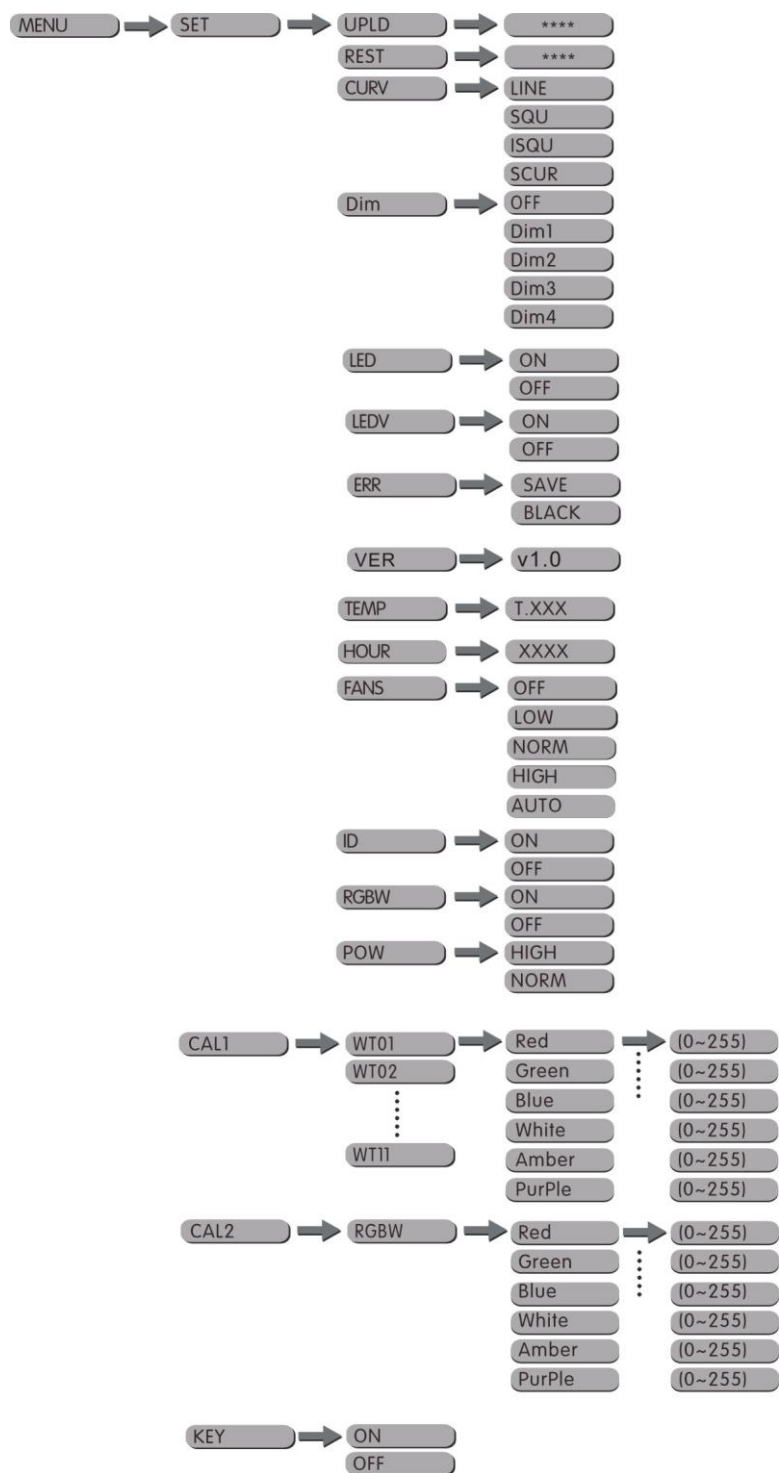 MENU SET UPLD ****
REST ****
CURV LINE
SQU
ISQU
SCUR
Dim OFF
Dim1
Dim2
Dim3
Dim4
LED ON
OFF
LEDV ON
OFF
ERR SAVE
BLACK
VER v1.0
TEMP T.XXX
HOUR XXXX
FANS OFF
LOW
NORM
HIGH
AUTO
ID ON
OFF
RGBW ON
OFF
POW HIGH
NORM
CAL1 WT01 Red (0~255)
WT02 Green (0~255)
Blue (0~255)
White (0~255)
WT11 Amber (0~255)
PurPle (0~255)
CAL2 RGBW Red (0~255)
Green (0~255)
Blue (0~255)
White (0~255)
Amber (0~255)
PurPle (0~255)
KEY ON
OFF